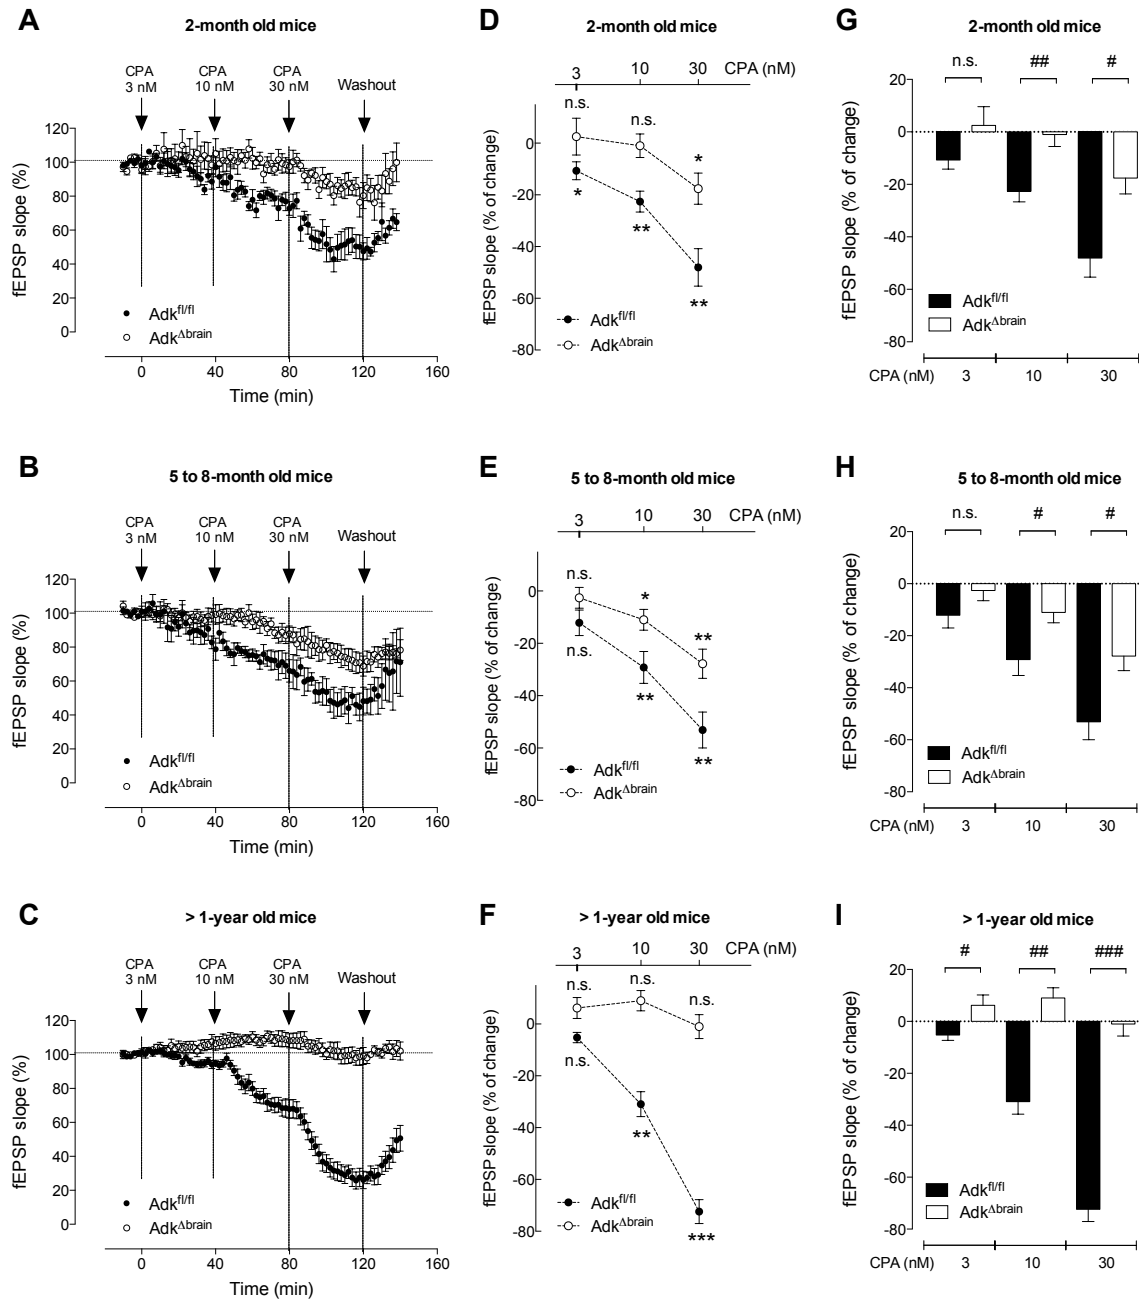 A
2-month old mice
CPA
3 nM
CPA
10 nM
CPA
30 nM
Washout
fEPSP slope (%)
120
100
80
60
40
20
0
Adk^fl/fl
Adk^Δbrain
0 40 80 120 160
Time (min)
D
2-month old mice
3 10 30 CPA (nM)
n.s.
n.s.
*
*
**
**
fEPSP slope (% of change)
0
-20
-40
-60
-80
Adk^fl/fl
Adk^Δbrain
G
2-month old mice
n.s. ## #
fEPSP slope (% of change)
20
0
-20
-40
-60
-80
Adk^fl/fl
Adk^Δbrain
CPA (nM) 3 10 30
B
5 to 8-month old mice
CPA
3 nM
CPA
10 nM
CPA
30 nM
Washout
fEPSP slope (%)
120
100
80
60
40
20
0
Adk^fl/fl
Adk^Δbrain
0 40 80 120 160
Time (min)
E
5 to 8-month old mice
3 10 30 CPA (nM)
n.s.
*
**
n.s.
**
**
fEPSP slope (% of change)
0
-20
-40
-60
-80
Adk^fl/fl
Adk^Δbrain
H
5 to 8-month old mice
n.s. # #
fEPSP slope (% of change)
20
0
-20
-40
-60
-80
Adk^fl/fl
Adk^Δbrain
CPA (nM) 3 10 30
C
> 1-year old mice
CPA
3 nM
CPA
10 nM
CPA
30 nM
Washout
fEPSP slope (%)
120
100
80
60
40
20
0
Adk^fl/fl
Adk^Δbrain
0 40 80 120 160
Time (min)
F
> 1-year old mice
3 10 30 CPA (nM)
n.s.
n.s.
n.s.
n.s.
**
***
fEPSP slope (% of change)
0
-20
-40
-60
-80
Adk^fl/fl
Adk^Δbrain
I
> 1-year old mice
# ## ###
fEPSP slope (% of change)
20
0
-20
-40
-60
-80
Adk^fl/fl
Adk^Δbrain
CPA (nM) 3 10 30